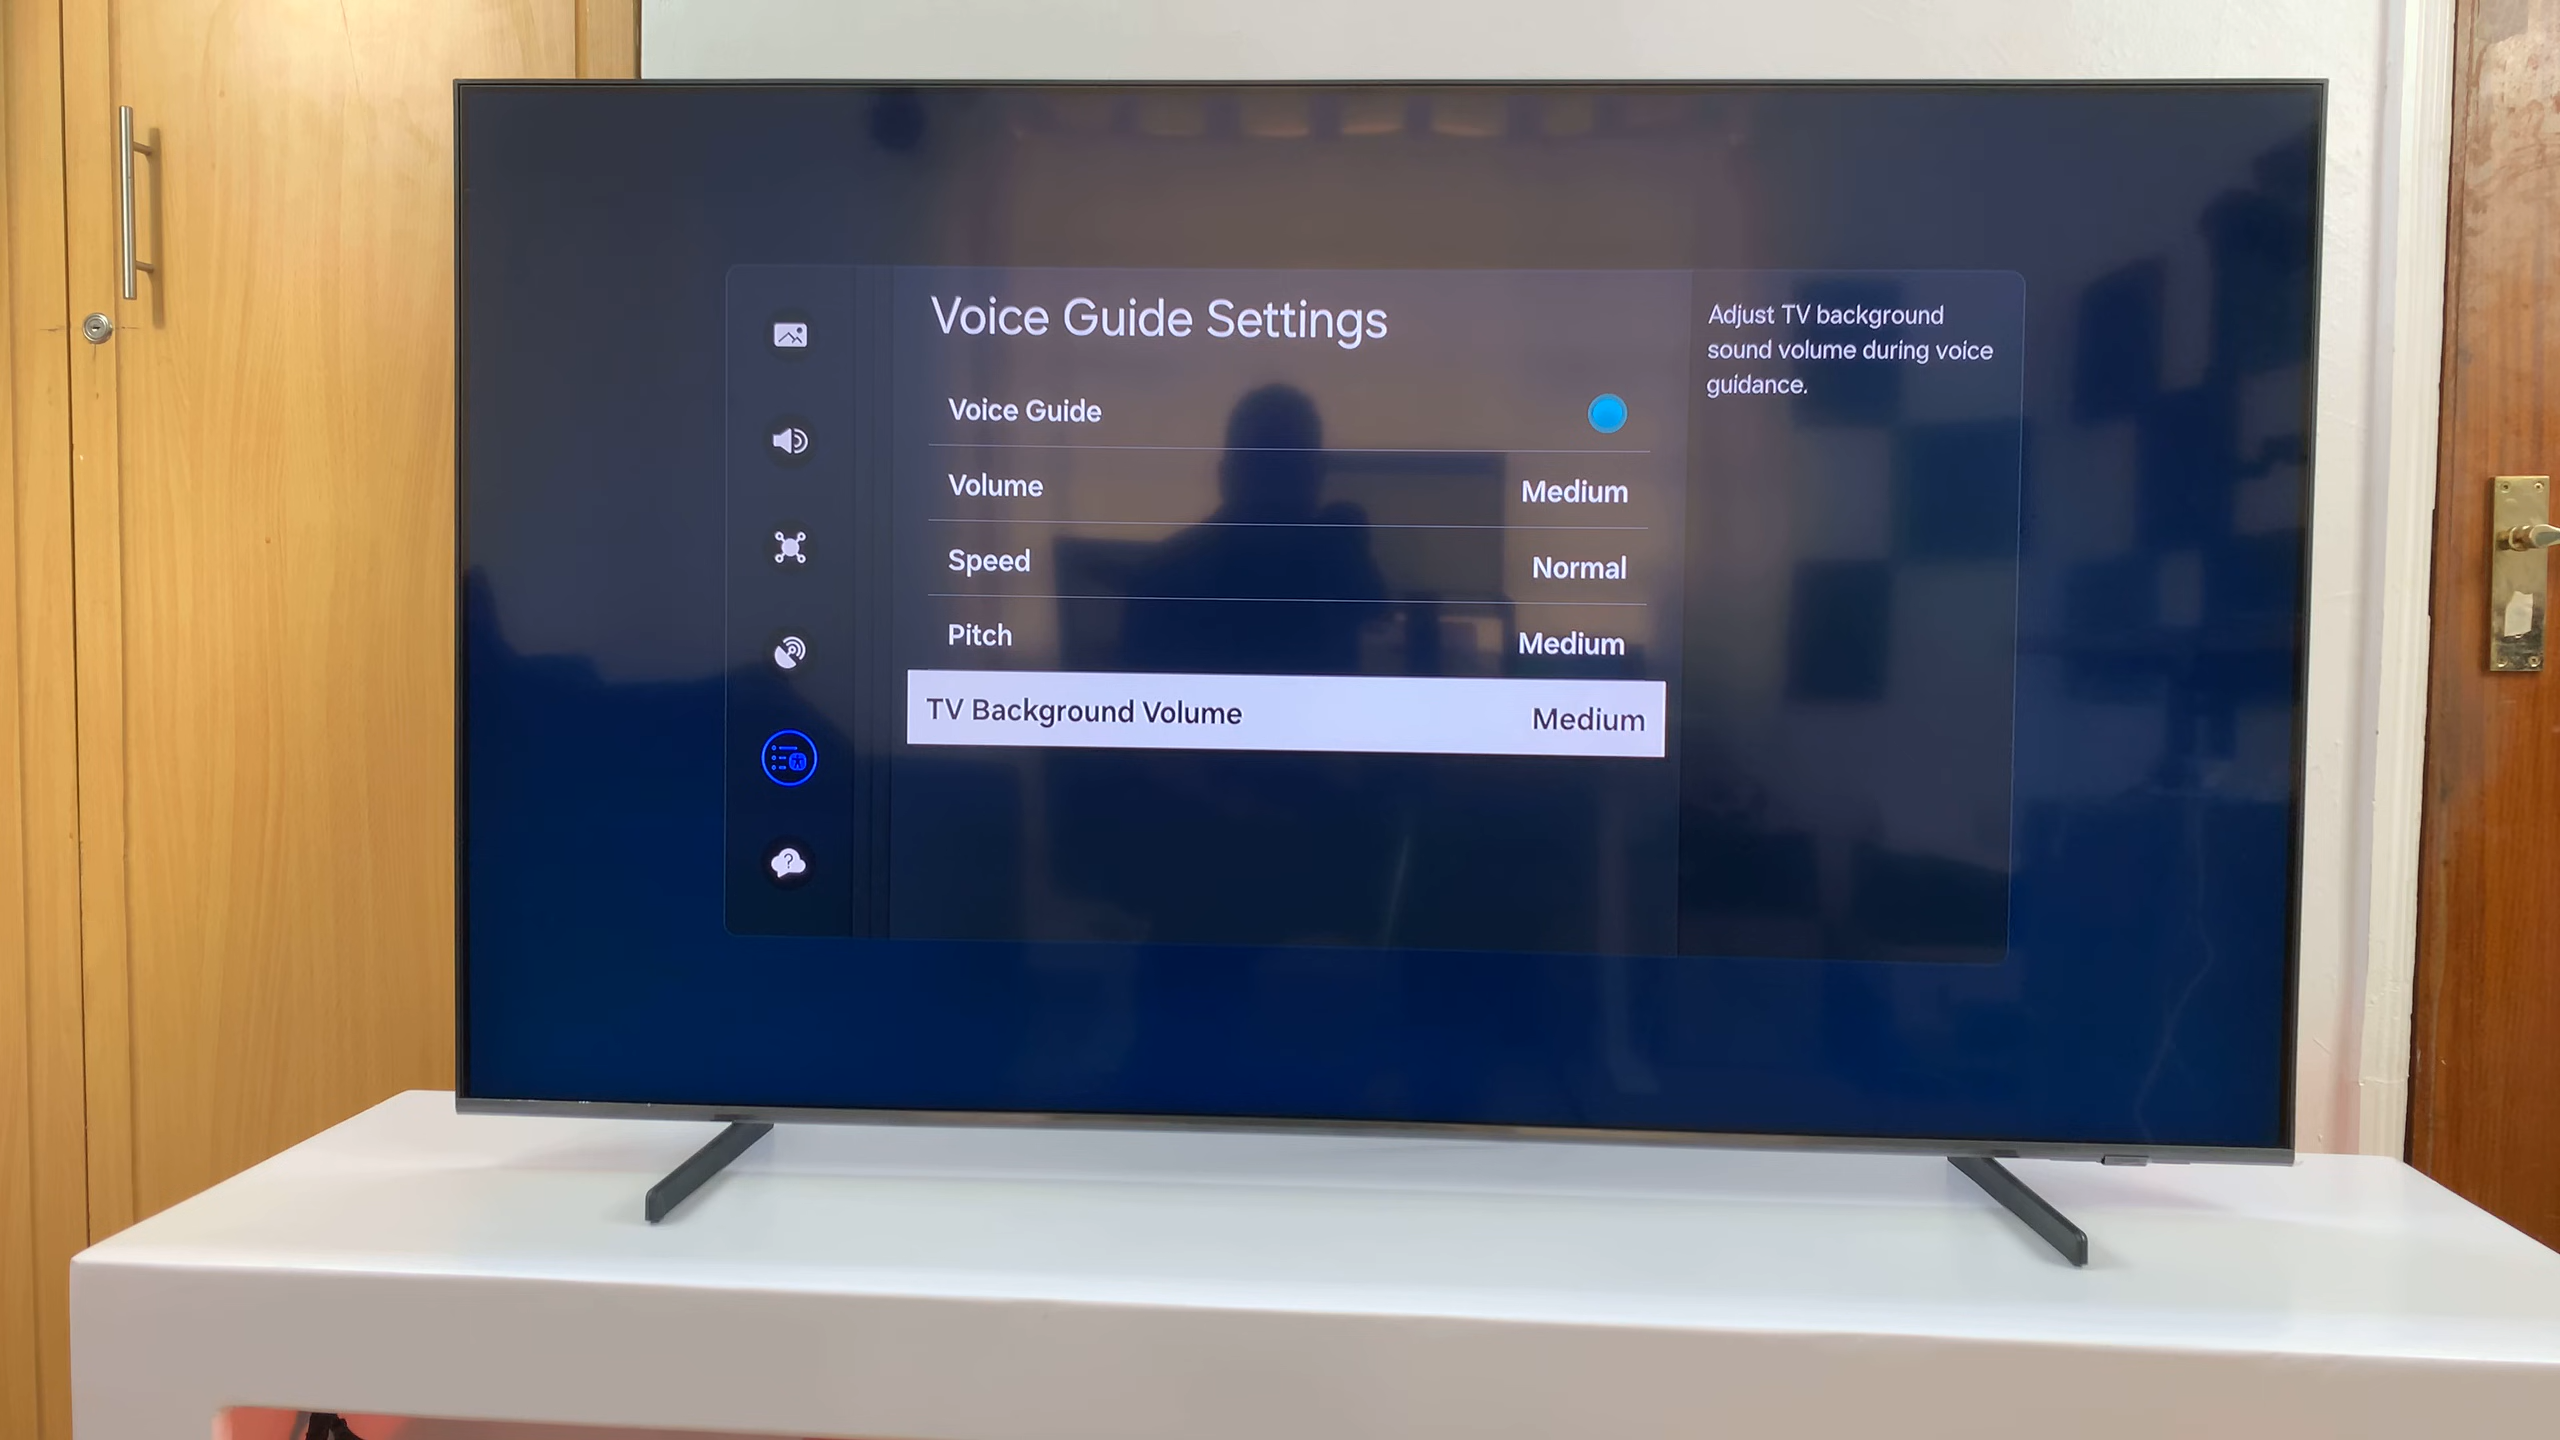 Voice Guide Settings
Voice Guide
Volume Medium
Speed Normal
Pitch Medium
TV Background Volume Medium
Adjust TV background
sound volume during voice
guidance.
?